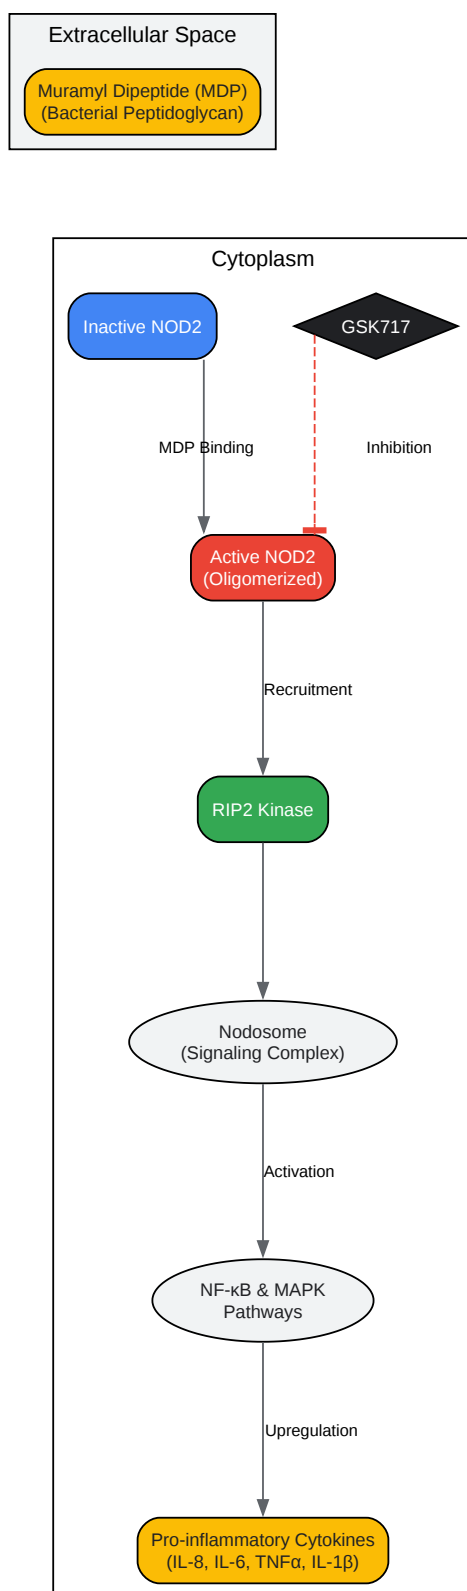 Extracellular Space
Muramyl Dipeptide (MDP)
(Bacterial Peptidoglycan)
Cytoplasm
Inactive NOD2
GSK717
MDP Binding
Inhibition
Active NOD2
(Oligomerized)
Recruitment
RIP2 Kinase
Nodosome
(Signaling Complex)
Activation
NF-κB & MAPK
Pathways
Upregulation
Pro-inflammatory Cytokines
(IL-8, IL-6, TNFα, IL-1β)